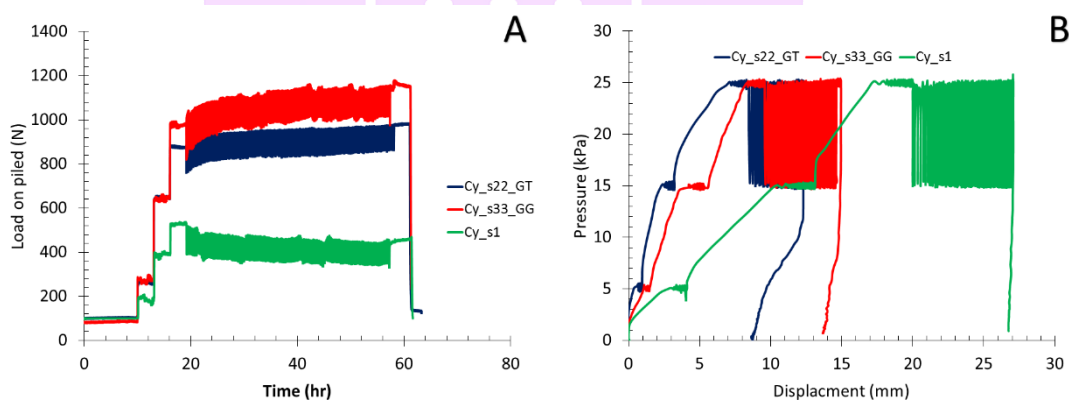 A
1400
1200
1000
800
600
400
200
0
0 20 40 60 80
Load on piled (N)
Time (hr)
Cy_s22_GT
Cy_s33_GG
Cy_s1
B
Cy_s22_GT Cy_s33_GG Cy_s1
30
25
20
15
10
5
0
0 5 10 15 20 25 30
Pressure (kPa)
Displacment (mm)